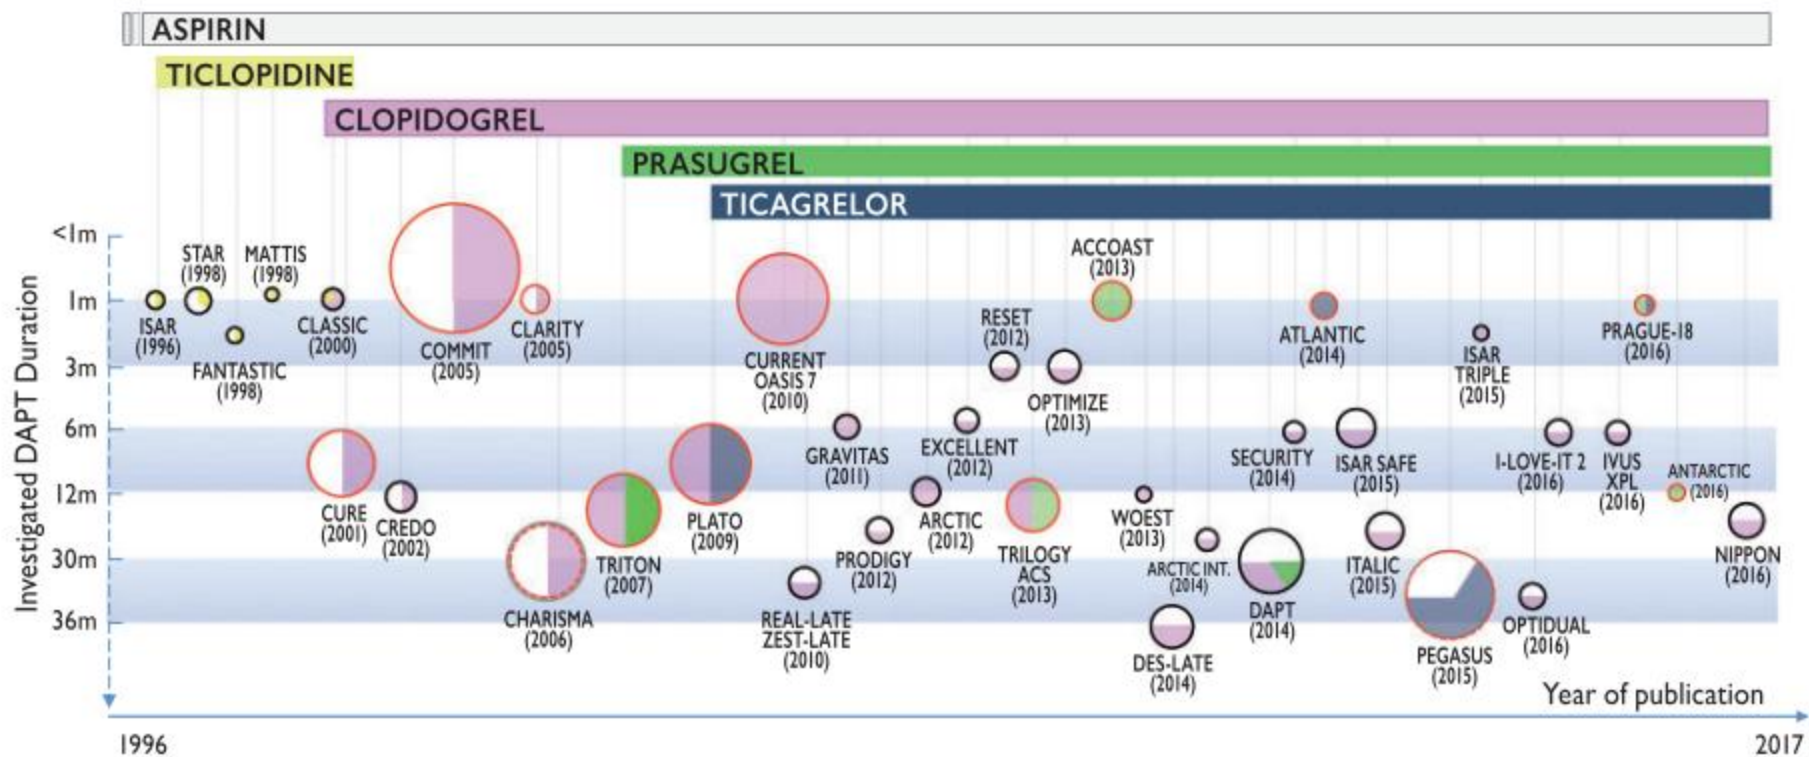 ASPIRIN
TICLOPIDINE
CLOPIDOGREL
PRASUGREL
TICAGRELOR
Investigated DAPT Duration
<1m
1m
3m
6m
12m
30m
36m
STAR
(1998)
MATTIS
(1998)
ISAR
(1996)
FANTASTIC
(1998)
CLASSIC
(2000)
COMMIT
(2005)
CLARITY
(2005)
CURRENT
OASIS 7
(2010)
RESET
(2012)
ACCOAST
(2013)
OPTIMIZE
(2013)
ATLANTIC
(2014)
ISAR
TRIPLE
(2015)
PRAGUE-18
(2016)
CURE
(2001)
CREDO
(2002)
CHARISMA
(2006)
TRITON
(2007)
PLATO
(2009)
GRAVITAS
(2011)
EXCELLENT
(2012)
REAL-LATE
ZEST-LATE
(2010)
PRODIGY
(2012)
ARCTIC
(2012)
TRILOGY
ACS
(2013)
WOEST
(2013)
ARCTIC INT.
(2014)
DES-LATE
(2014)
SECURITY
(2014)
ISAR SAFE
(2015)
DAPT
(2014)
ITALIC
(2015)
PEGASUS
(2015)
I-LOVE-IT 2
(2016)
IVUS
XPL
(2016)
ANTARCTIC
(2016)
OPTIDUAL
(2016)
NIPPON
(2016)
Year of publication
1996
2017